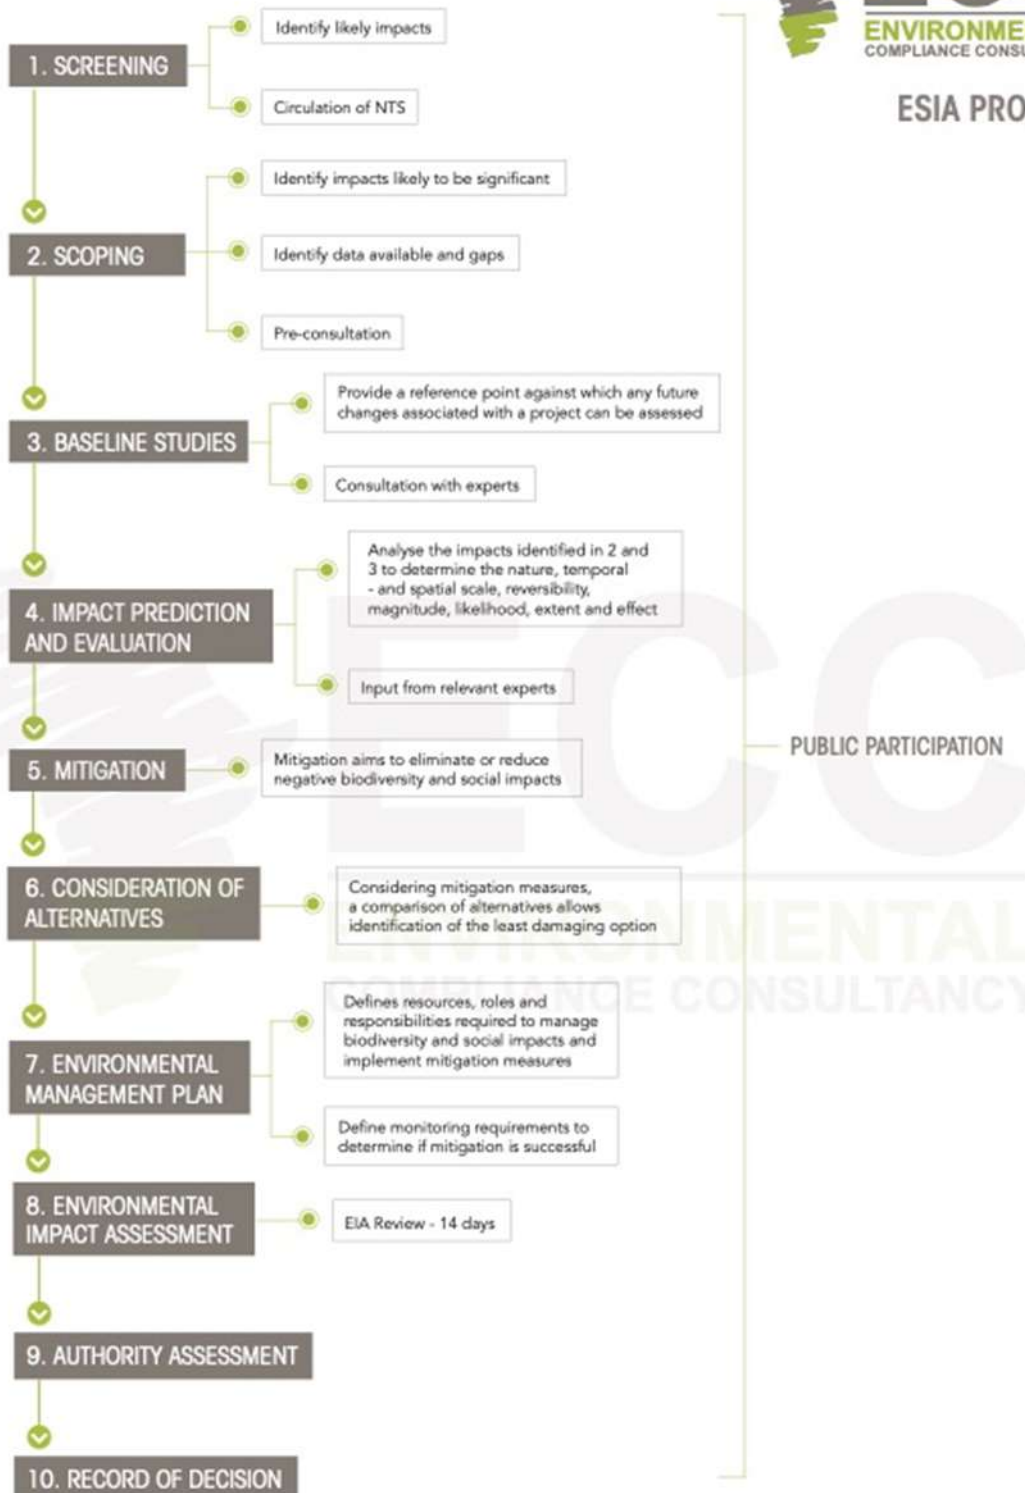 ENVIRONME
COMPLIANCE CONSU
ESIA PRO
1. SCREENING
Identify likely impacts
Circulation of NTS
2. SCOPING
Identify impacts likely to be significant
Identify data available and gaps
Pre-consultation
3. BASELINE STUDIES
Provide a reference point against which any future
changes associated with a project can be assessed
Consultation with experts
4. IMPACT PREDICTION
AND EVALUATION
Analyse the impacts identified in 2 and
3 to determine the nature, temporal
- and spatial scale, reversibility,
magnitude, likelihood, extent and effect
Input from relevant experts
5. MITIGATION
Mitigation aims to eliminate or reduce
negative biodiversity and social impacts
6. CONSIDERATION OF
ALTERNATIVES
Considering mitigation measures,
a comparison of alternatives allows
identification of the least damaging option
7. ENVIRONMENTAL
MANAGEMENT PLAN
Defines resources, roles and
responsibilities required to manage
biodiversity and social impacts and
implement mitigation measures
Define monitoring requirements to
determine if mitigation is successful
8. ENVIRONMENTAL
IMPACT ASSESSMENT
EIA Review - 14 days
9. AUTHORITY ASSESSMENT
10. RECORD OF DECISION
PUBLIC PARTICIPATION
ECC
ENVIRONMENTAL
COMPLIANCE CONSULTANCY